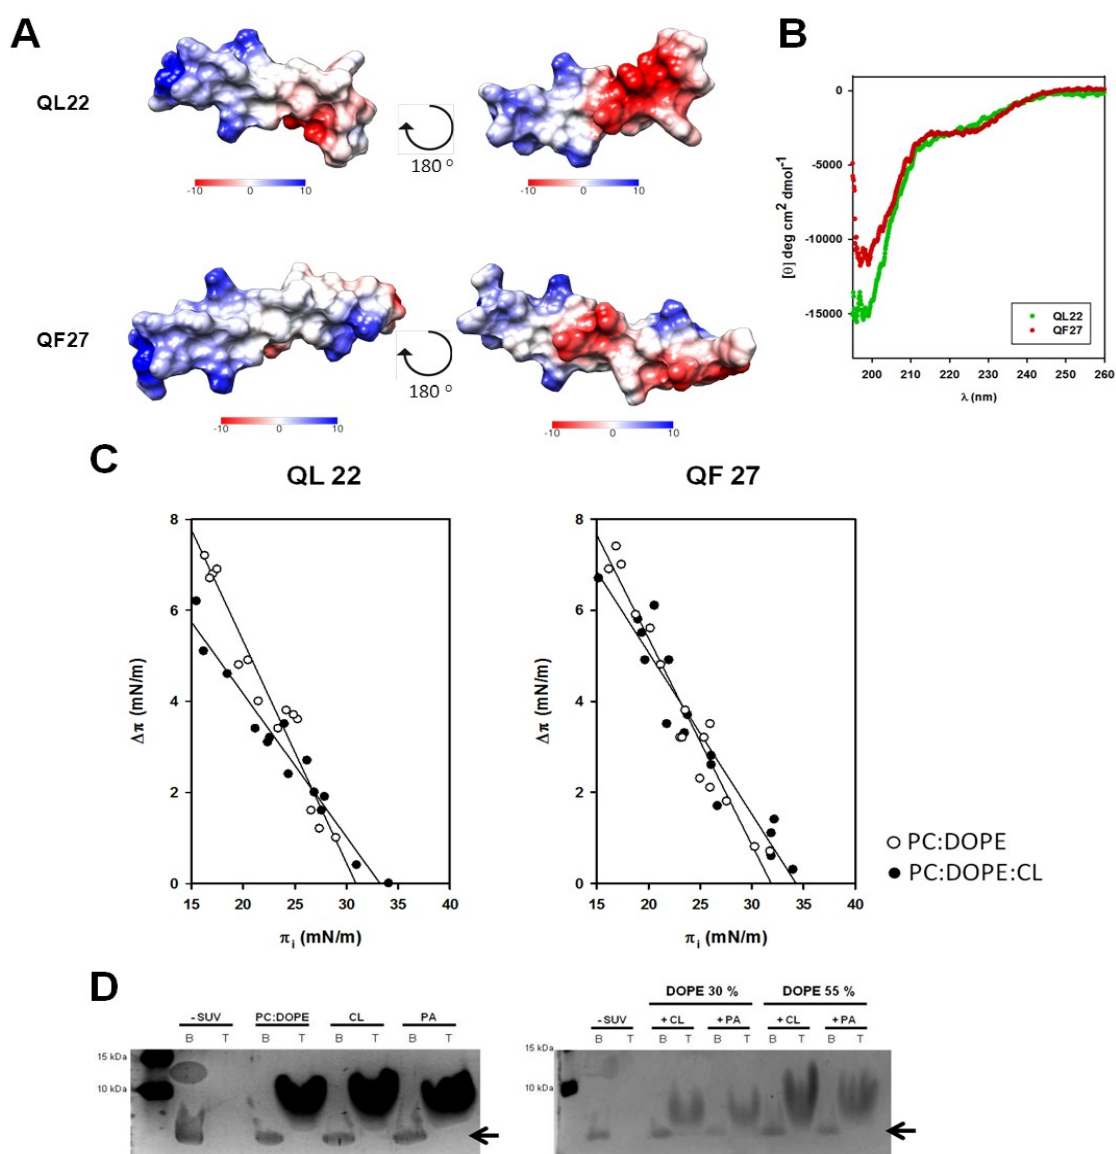 A
B
QL22
180 °
-10 0 10
-10 0 10
QF27
180 °
-10 0 10
-10 0 10
0
-5000
-10000
-15000
[θ] deg cm² dmol⁻¹
QL22
QF27
200 210 220 230 240 250 260
λ (nm)
C
QL 22
QF 27
8
6
4
2
0
Δπ (mN/m)
15 20 25 30 35 40
πi (mN/m)
8
6
4
2
0
Δπ (mN/m)
15 20 25 30 35 40
πi (mN/m)
PC:DOPE
PC:DOPE:CL
D
- SUV PC:DOPE CL PA
B T B T B T B T
15 kDa
10 kDa
DOPE 30 % DOPE 55 %
- SUV + CL + PA + CL + PA
B T B T B T B T B T
15 kDa
10 kDa